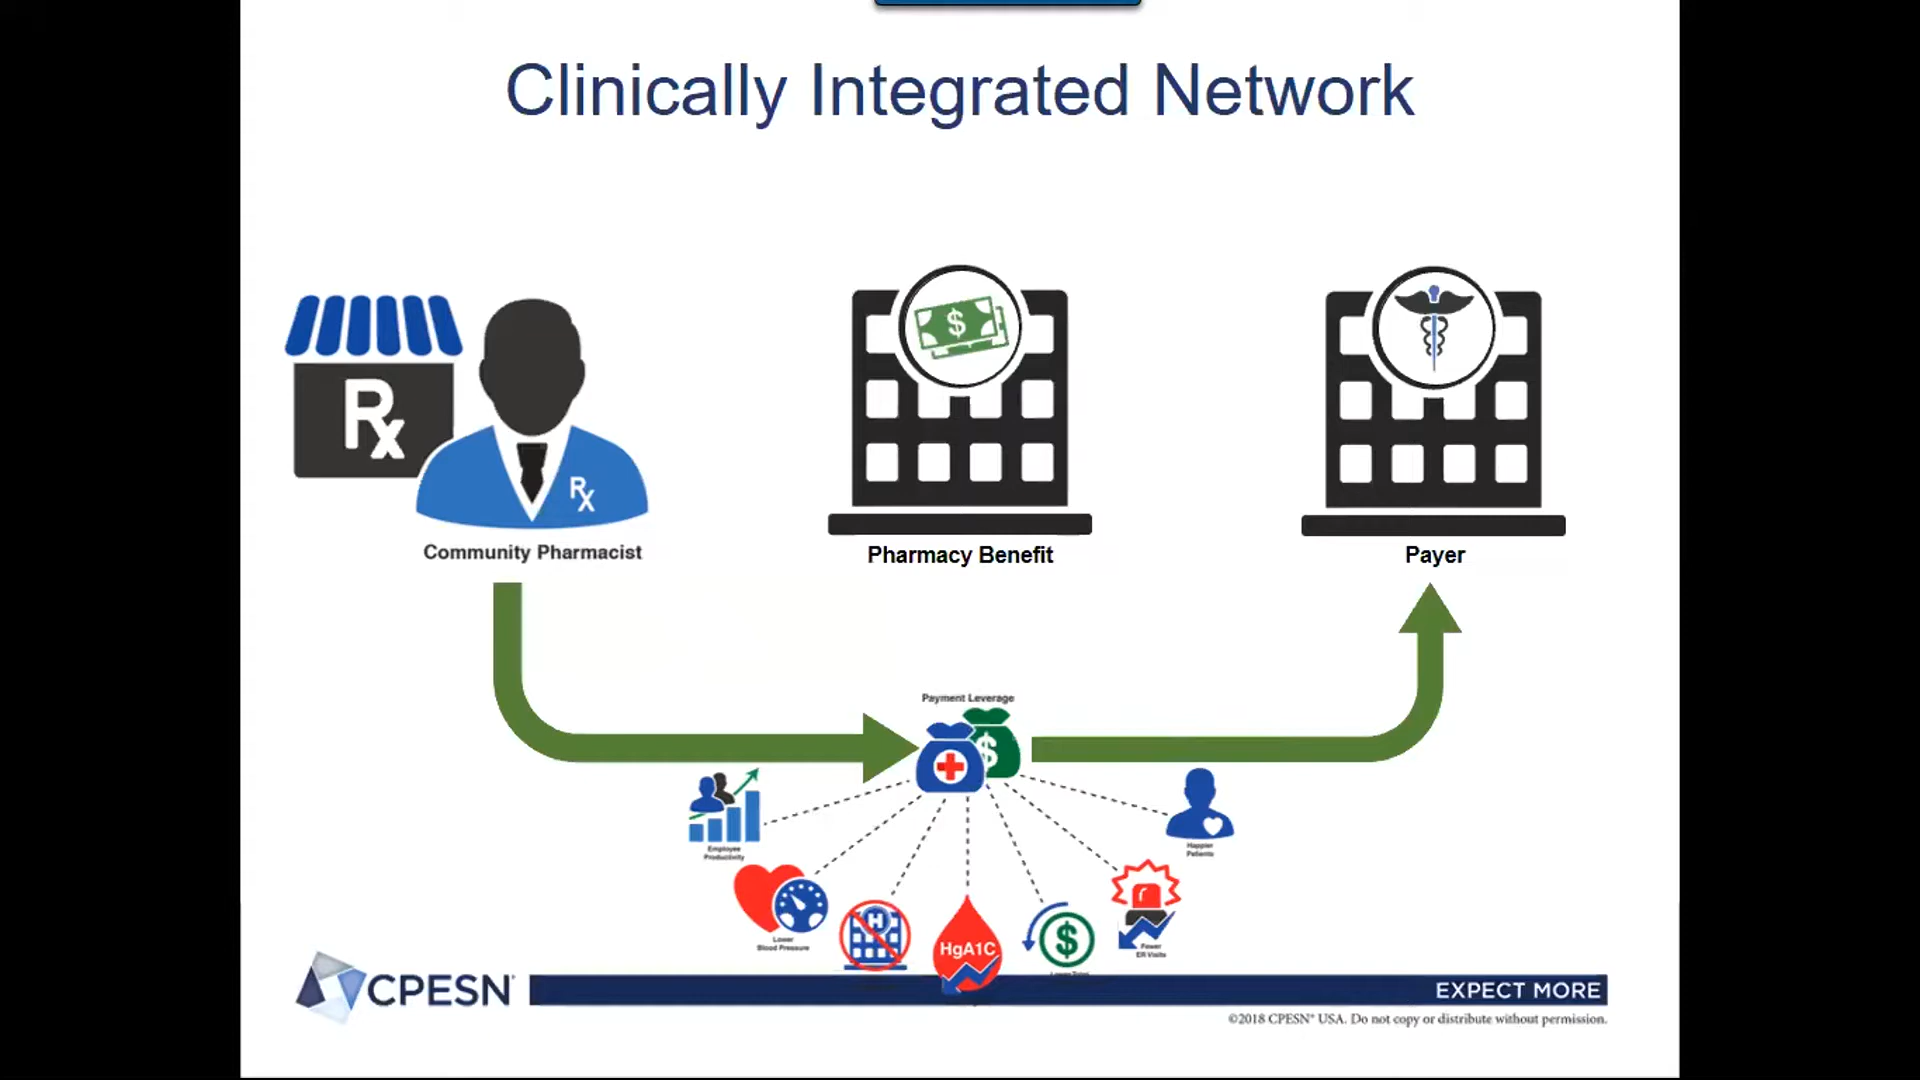 Clinically Integrated Network
Rx
Rx
$
Community Pharmacist
Pharmacy Benefit
Payer
Payment Leverage
$
Employee
Productivity
Happier
Patients
Lower
Blood Pressure
H
HgA1C
$
Fewer
ER Visits
CPESN®
EXPECT MORE
©2018 CPESN® USA. Do not copy or distribute without permission.